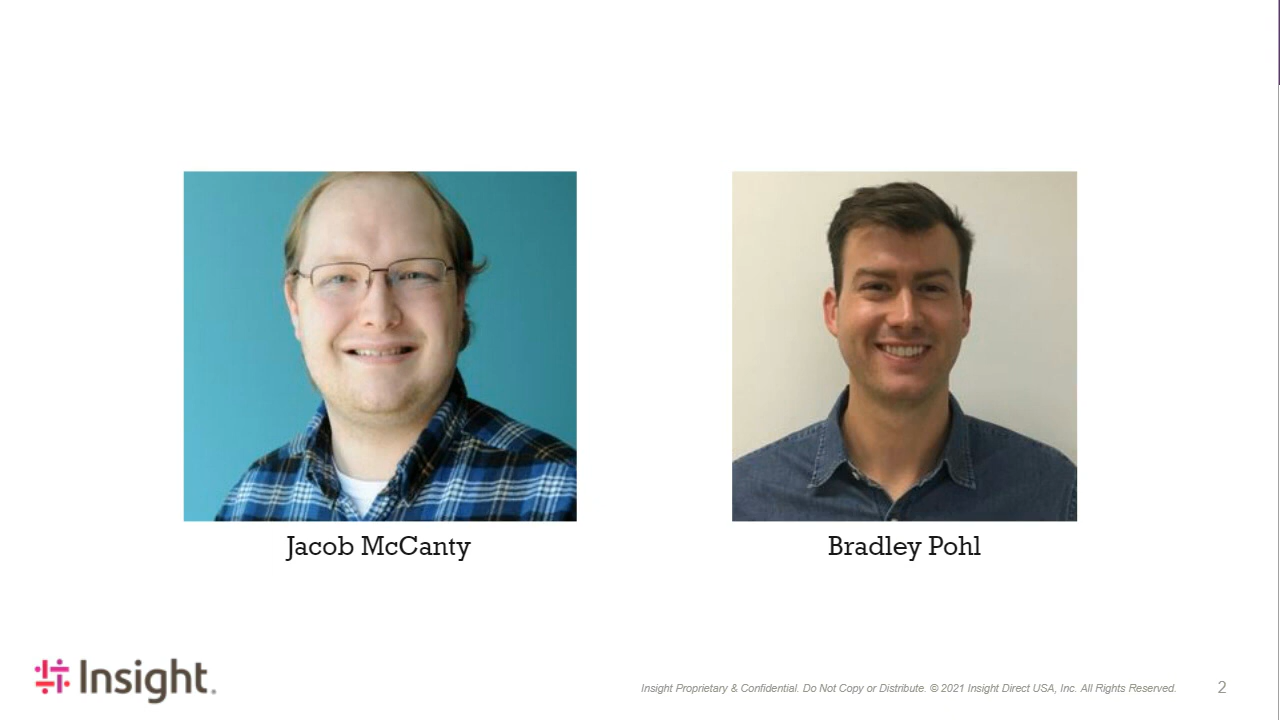 Jacob McCanty
Bradley Pohl
Insight.
Insight Proprietary & Confidential. Do Not Copy or Distribute. © 2021 Insight Direct USA, Inc. All Rights Reserved.
2